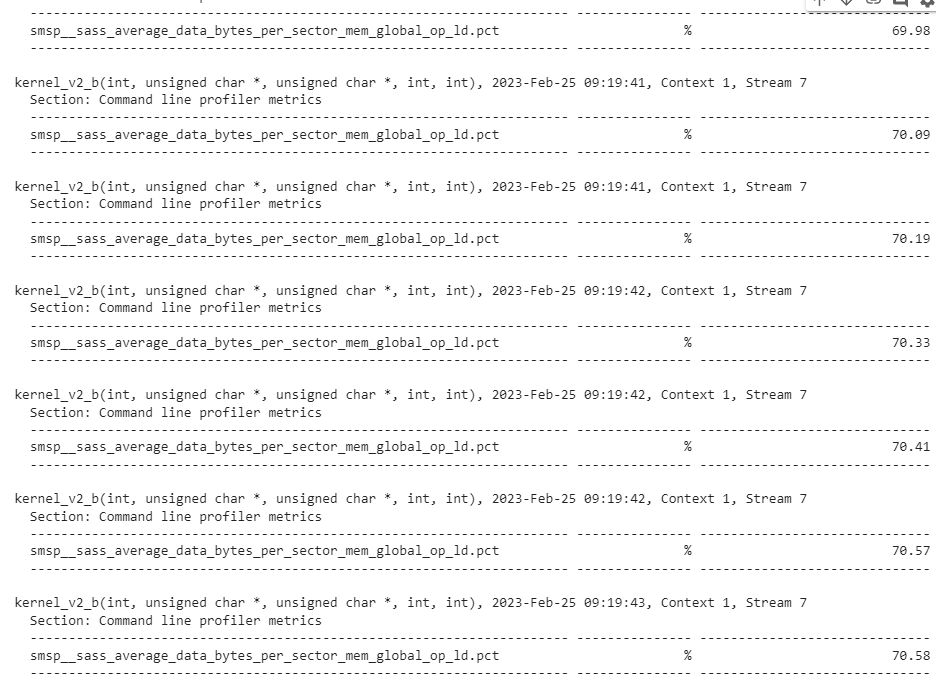 --------------------------------------------------------------------- --------------- ------------------------------
smsp__sass_average_data_bytes_per_sector_mem_global_op_ld.pct % 69.98
--------------------------------------------------------------------- --------------- ------------------------------
kernel_v2_b(int, unsigned char *, unsigned char *, int, int), 2023-Feb-25 09:19:41, Context 1, Stream 7
Section: Command line profiler metrics
--------------------------------------------------------------------- --------------- ------------------------------
smsp__sass_average_data_bytes_per_sector_mem_global_op_ld.pct % 70.09
--------------------------------------------------------------------- --------------- ------------------------------
kernel_v2_b(int, unsigned char *, unsigned char *, int, int), 2023-Feb-25 09:19:41, Context 1, Stream 7
Section: Command line profiler metrics
--------------------------------------------------------------------- --------------- ------------------------------
smsp__sass_average_data_bytes_per_sector_mem_global_op_ld.pct % 70.19
--------------------------------------------------------------------- --------------- ------------------------------
kernel_v2_b(int, unsigned char *, unsigned char *, int, int), 2023-Feb-25 09:19:42, Context 1, Stream 7
Section: Command line profiler metrics
--------------------------------------------------------------------- --------------- ------------------------------
smsp__sass_average_data_bytes_per_sector_mem_global_op_ld.pct % 70.33
--------------------------------------------------------------------- --------------- ------------------------------
kernel_v2_b(int, unsigned char *, unsigned char *, int, int), 2023-Feb-25 09:19:42, Context 1, Stream 7
Section: Command line profiler metrics
--------------------------------------------------------------------- --------------- ------------------------------
smsp__sass_average_data_bytes_per_sector_mem_global_op_ld.pct % 70.41
--------------------------------------------------------------------- --------------- ------------------------------
kernel_v2_b(int, unsigned char *, unsigned char *, int, int), 2023-Feb-25 09:19:42, Context 1, Stream 7
Section: Command line profiler metrics
--------------------------------------------------------------------- --------------- ------------------------------
smsp__sass_average_data_bytes_per_sector_mem_global_op_ld.pct % 70.57
--------------------------------------------------------------------- --------------- ------------------------------
kernel_v2_b(int, unsigned char *, unsigned char *, int, int), 2023-Feb-25 09:19:43, Context 1, Stream 7
Section: Command line profiler metrics
--------------------------------------------------------------------- --------------- ------------------------------
smsp__sass_average_data_bytes_per_sector_mem_global_op_ld.pct % 70.58
--------------------------------------------------------------------- --------------- ------------------------------